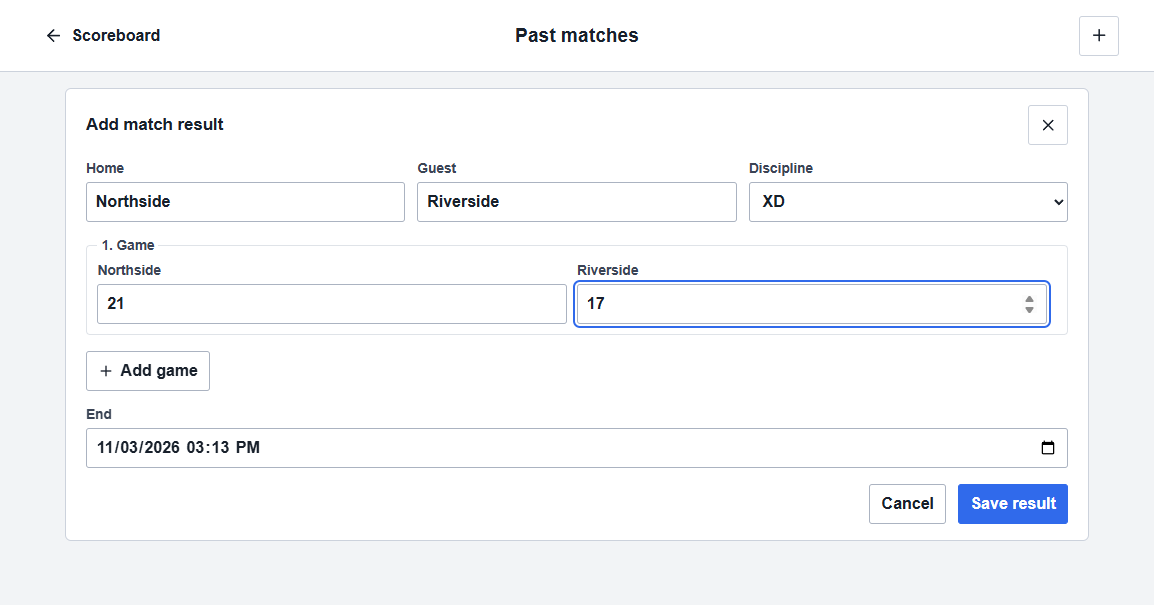 Scoreboard
Past matches
Add match result
Home
Guest
Discipline
Northside
Riverside
XD
1. Game
Northside
Riverside
21
17
Add game
End
11/03/2026 03:13 PM
Cancel
Save result